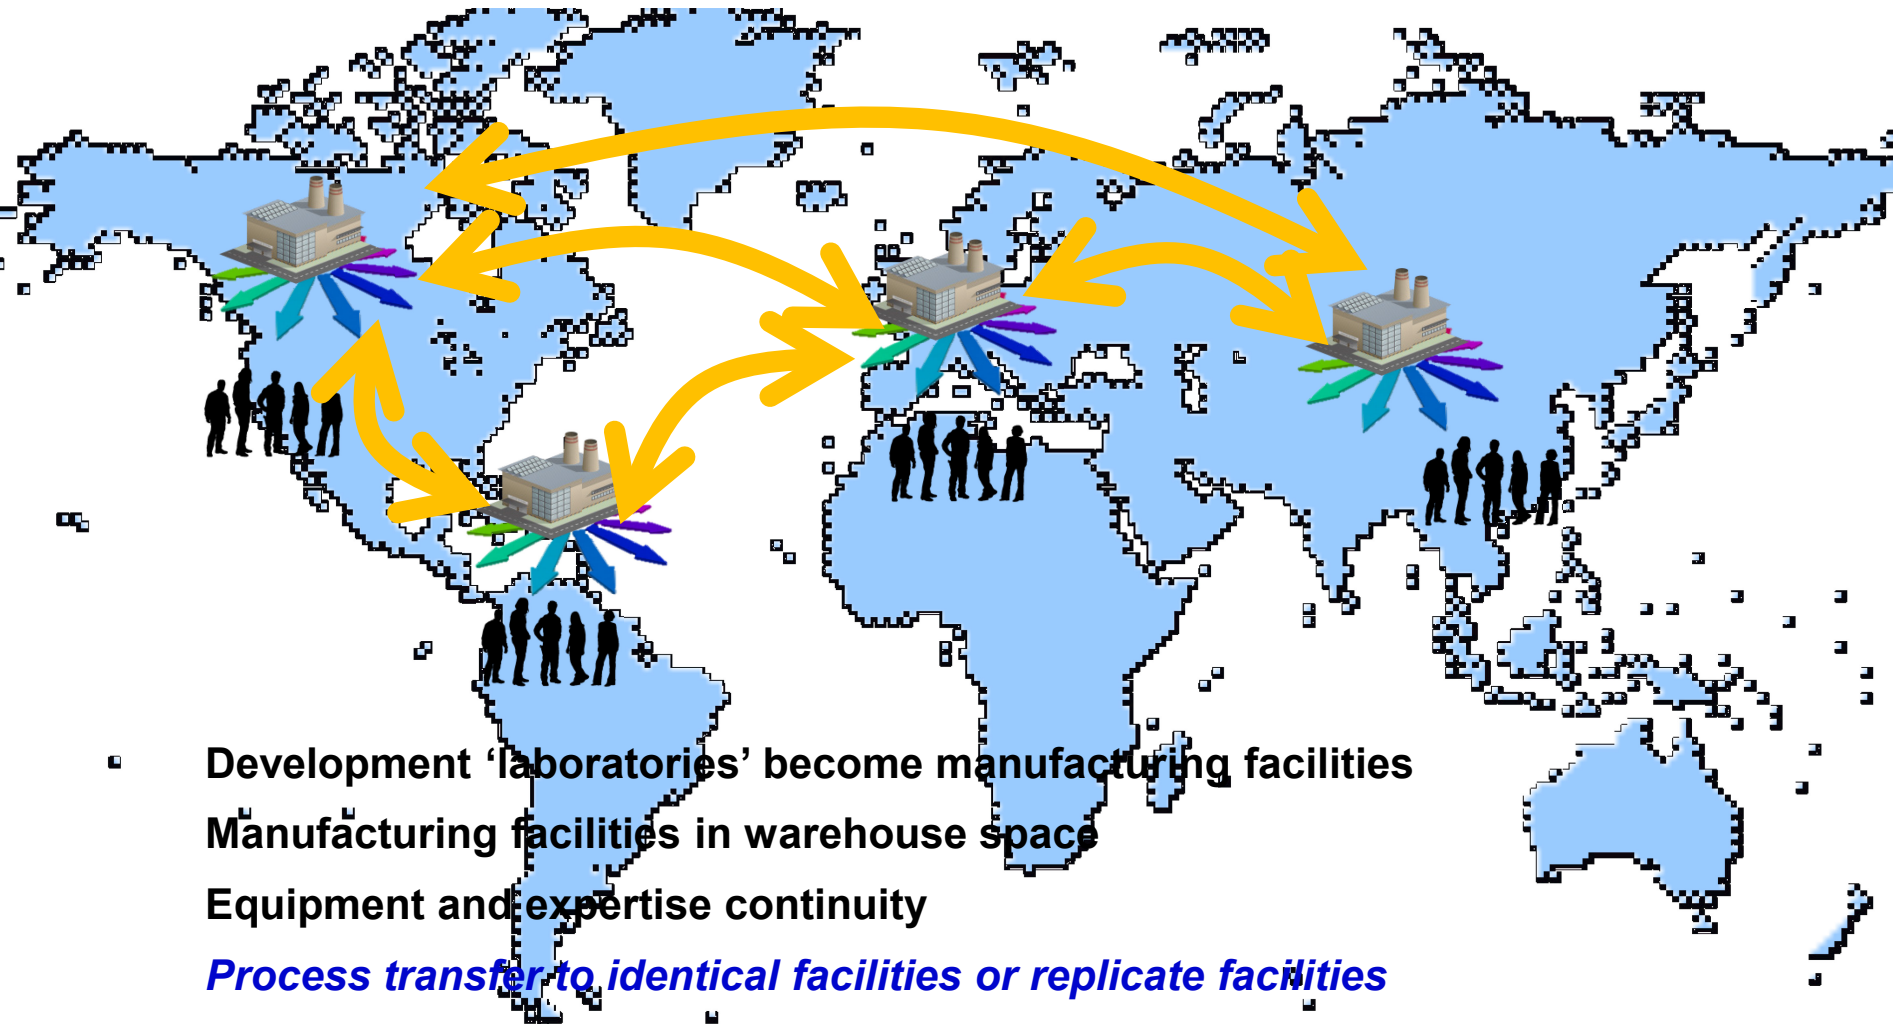 Development ‘laboratories’ become manufacturing facilities
Manufacturing facilities in warehouse space
Equipment and expertise continuity
Process transfer to identical facilities or replicate facilities